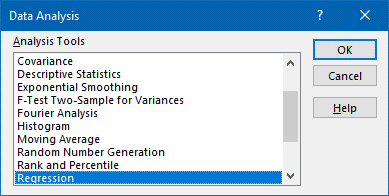 Data Analysis
?
Analysis Tools
Covariance
Descriptive Statistics
Exponential Smoothing
F-Test Two-Sample for Variances
Fourier Analysis
Histogram
Moving Average
Random Number Generation
Rank and Percentile
Regression
OK
Cancel
Help